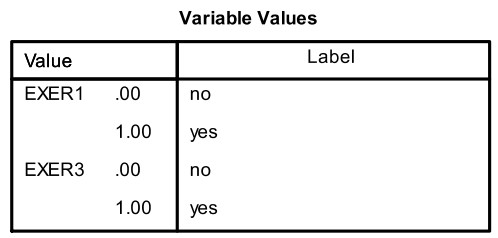 Variable Values
Value Label
EXER1 .00 no
1.00 yes
EXER3 .00 no
1.00 yes